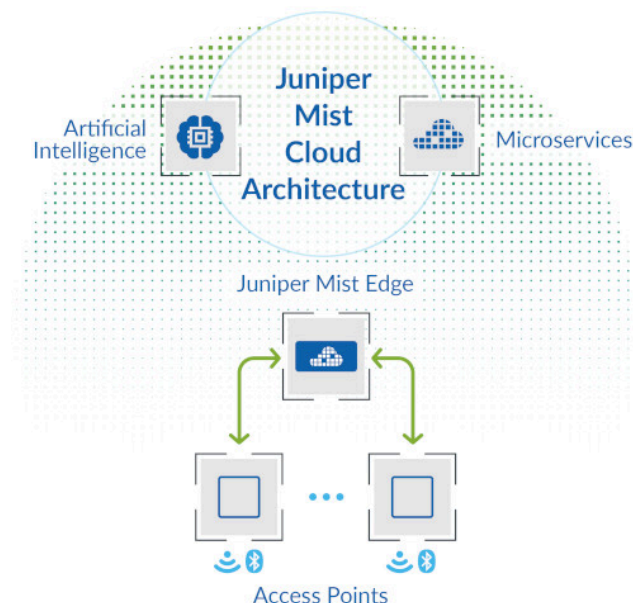 Juniper
Mist
Cloud
Architecture
Artificial
Intelligence
Microservices
Juniper Mist Edge
Access Points